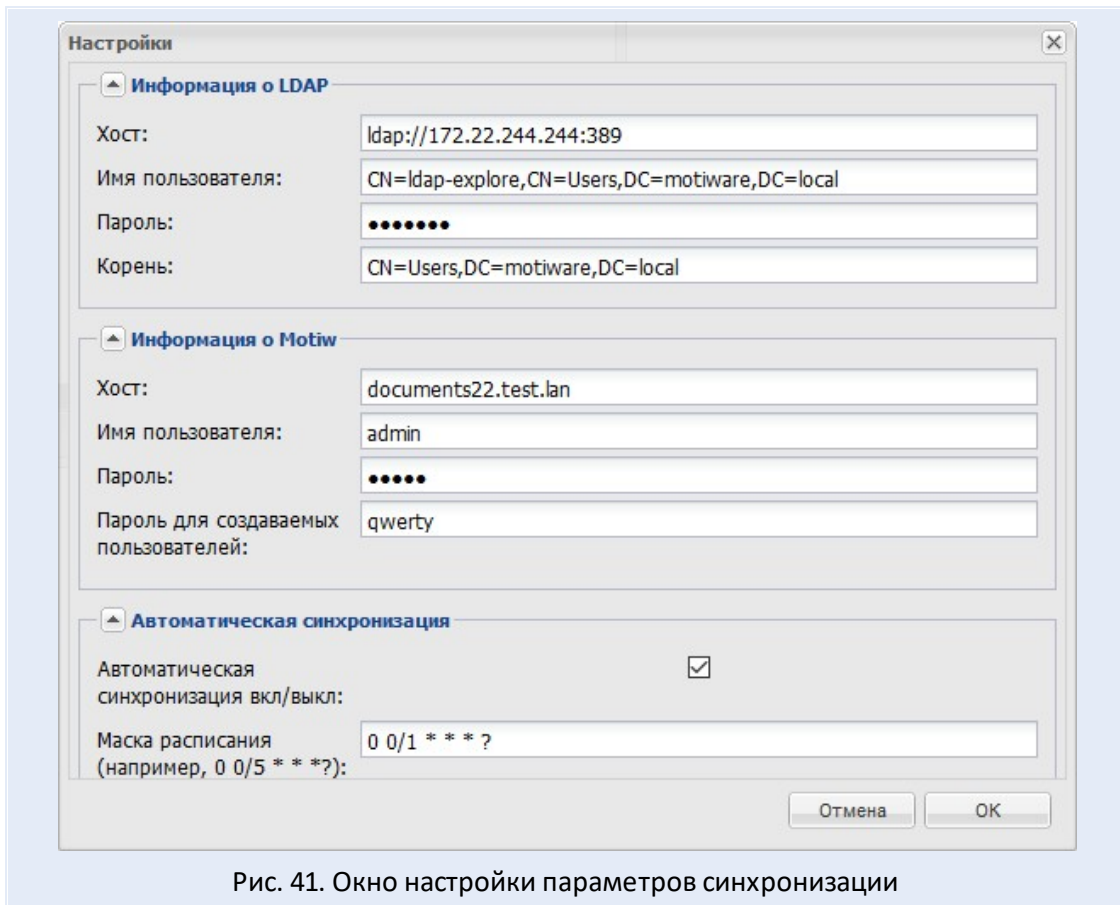 Настройки
Информация о LDAP
Хост: ldap://172.22.244.244:389
Имя пользователя: CN=ldap-explore,CN=Users,DC=motiware,DC=local
Пароль: •••••••
Корень: CN=Users,DC=motiware,DC=local
Информация о Motiw
Хост: documents22.test.lan
Имя пользователя: admin
Пароль: •••••
Пароль для создаваемых qwerty
пользователей:
Автоматическая синхронизация
Автоматическая
синхронизация вкл/выкл:
Маска расписания 0 0/1 * * * ?
(например, 0 0/5 * * *?):
Отмена OK
Рис. 41. Окно настройки параметров синхронизации